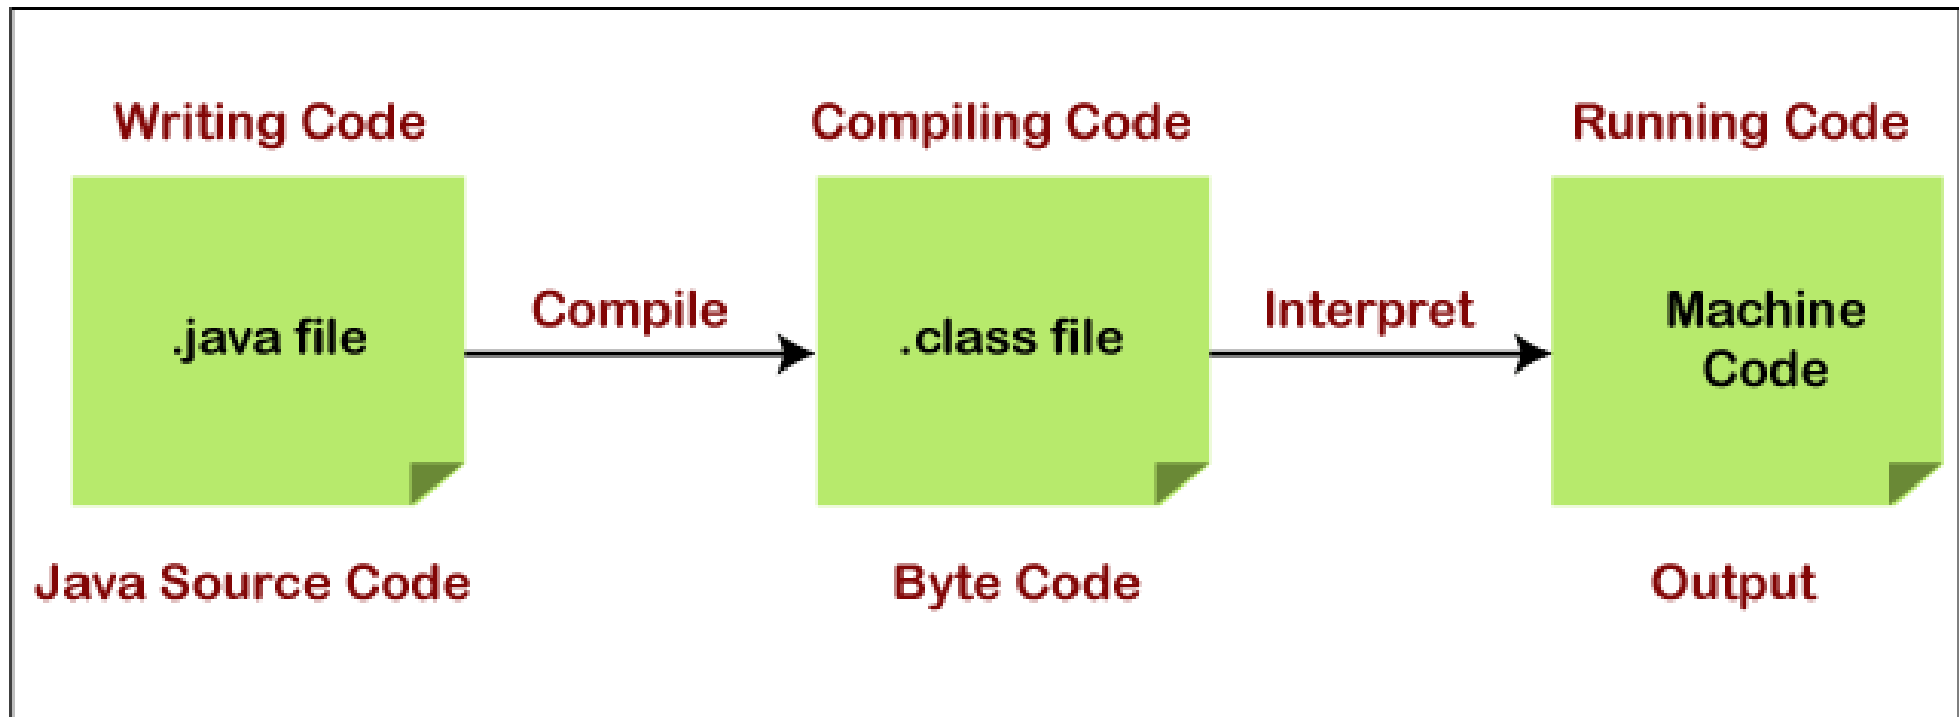 Writing Code
Compiling Code
Running Code
.java file
Compile
.class file
Interpret
Machine
Code
Java Source Code
Byte Code
Output